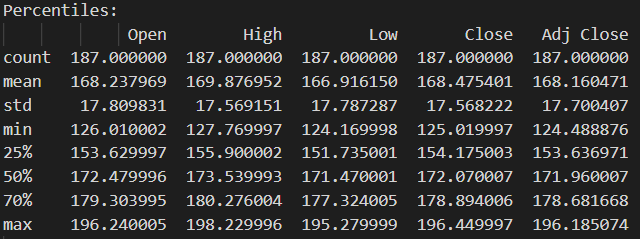 Percentiles:
Open High Low Close Adj Close
count 187.000000 187.000000 187.000000 187.000000 187.000000
mean 168.237969 169.876952 166.916150 168.475401 168.160471
std 17.809831 17.569151 17.787287 17.568222 17.700407
min 126.010002 127.769997 124.169998 125.019997 124.488876
25% 153.629997 155.900002 151.735001 154.175003 153.636971
50% 172.479996 173.539993 171.470001 172.070007 171.960007
70% 179.303995 180.276004 177.324005 178.894006 178.681668
max 196.240005 198.229996 195.279999 196.449997 196.185074